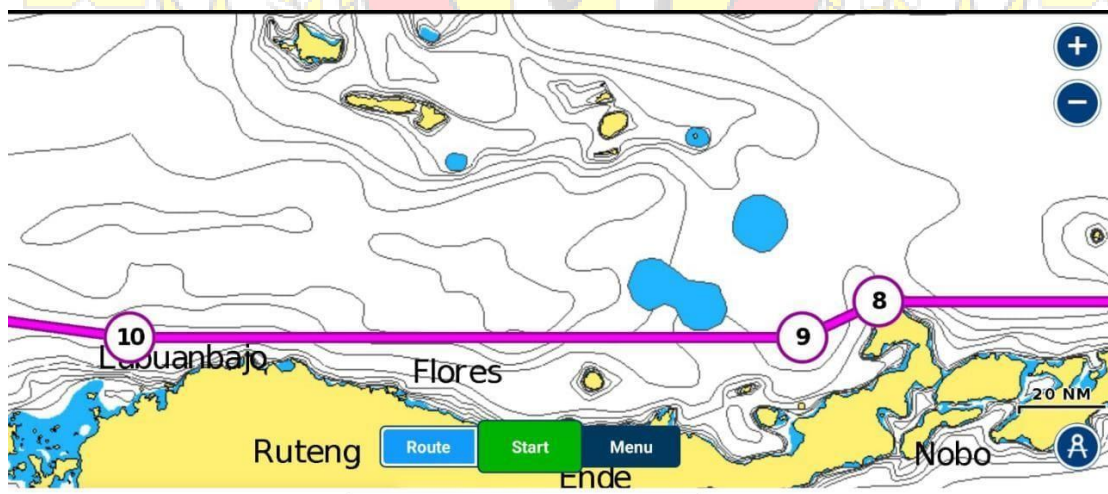 +
−
8
9
10
Labuanbajo
Flores
20 NM
Ruteng
Route
Start
Menu
Nobo
Ende